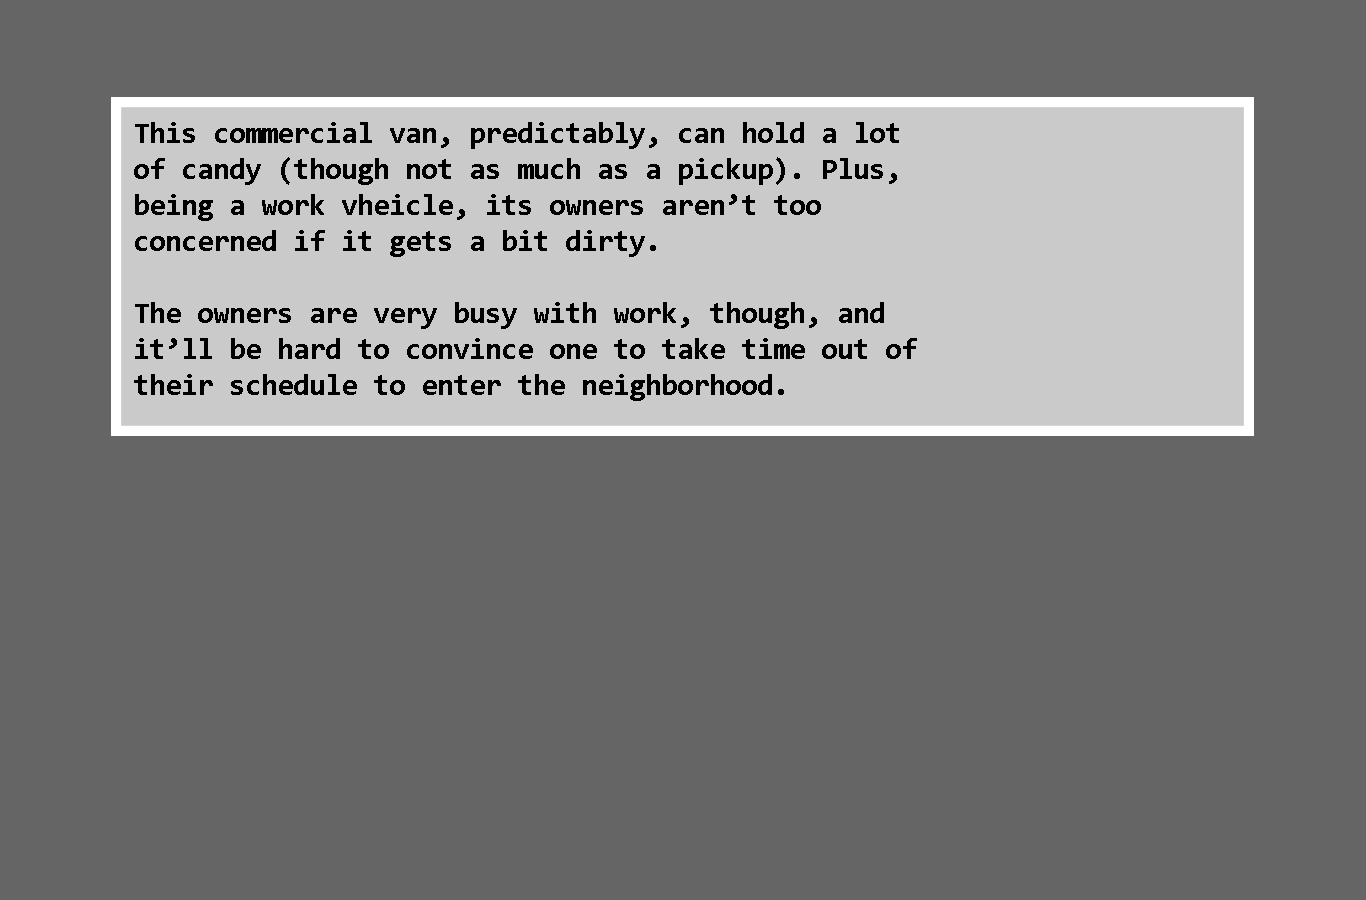 This commercial van, predictably, can hold a lot
of candy (though not as much as a pickup). Plus,
being a work vheicle, its owners aren’t too
concerned if it gets a bit dirty.

The owners are very busy with work, though, and
it’ll be hard to convince one to take time out of
their schedule to enter the neighborhood.